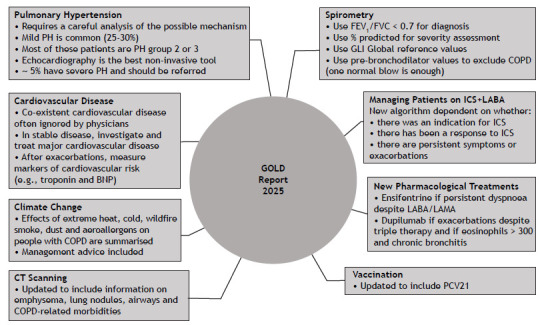 Pulmonary Hypertension
• Requires a careful analysis of the possible mechanism
• Mild PH is common (25-30%)
• Most of these patients are PH group 2 or 3
• Echocardiography is the best non-invasive tool
• ~ 5% have severe PH and should be referred
Cardiovascular Disease
• Co-existent cardiovascular disease
often ignored by physicians
• In stable disease, investigate and
treat major cardiovascular disease
• After exacerbations, measure
markers of cardiovascular risk
(e.g., troponin and BNP)
Climate Change
• Effects of extreme heat, cold, wildfire
smoke, dust and aeroallergens on
people with COPD are summarised
• Management advice included
CT Scanning
• Updated to include information on
emphysema, lung nodules, airways and
COPD-related morbidities
GOLD
Report
2025
Spirometry
• Use FEV₁/FVC < 0.7 for diagnosis
• Use % predicted for severity assessment
• Use GLI Global reference values
• Use pre-bronchodilator values to exclude COPD
(one normal blow is enough)
Managing Patients on ICS+LABA
New algorithm dependent on whether:
• there was an indication for ICS
• there has been a response to ICS
• there are persistent symptoms or
exacerbations
New Pharmacological Treatments
• Ensifentrine if persistent dyspnoea
despite LABA/LAMA
• Dupilumab if exacerbations despite
triple therapy and if eosinophils > 300
and chronic bronchitis
Vaccination
• Updated to include PCV21